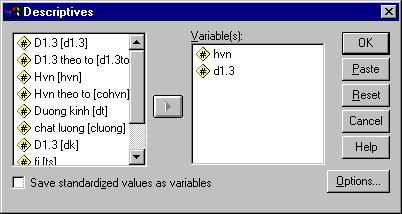 Descriptives
D1.3 [d1.3]
D1.3 theo to [d1.3to
Hvn [hvn]
Hvn theo to [cohvn]
Duong kinh [dt]
chat luong [cluong]
D1.3 [dk]
fi [ts]
Variable(s):
hvn
d1.3
OK
Paste
Reset
Cancel
Help
Save standardized values as variables
Options...